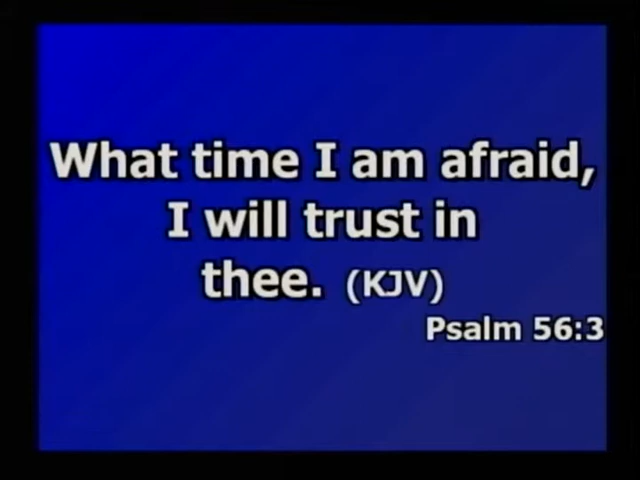 What time I am afraid,
I will trust in
thee. (KJV)
Psalm 56:3